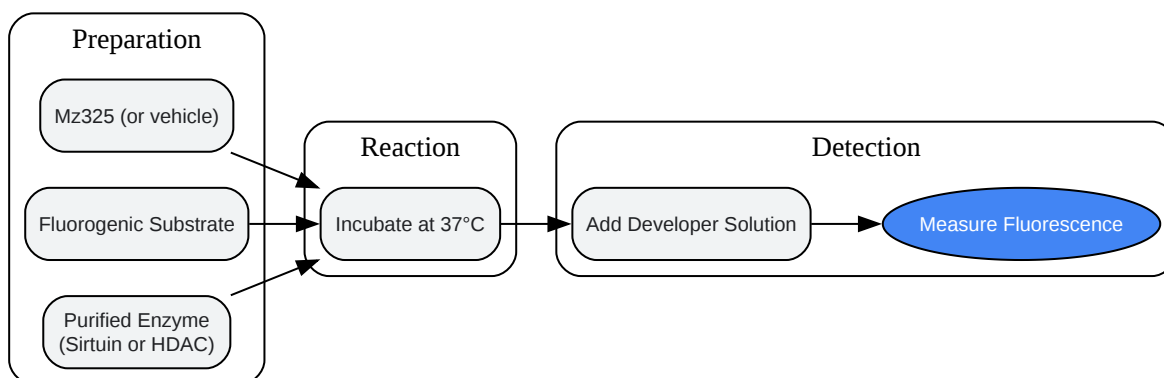 Preparation
Mz325 (or vehicle)
Fluorogenic Substrate
Purified Enzyme
(Sirtuin or HDAC)
Reaction
Incubate at 37°C
Detection
Add Developer Solution
Measure Fluorescence